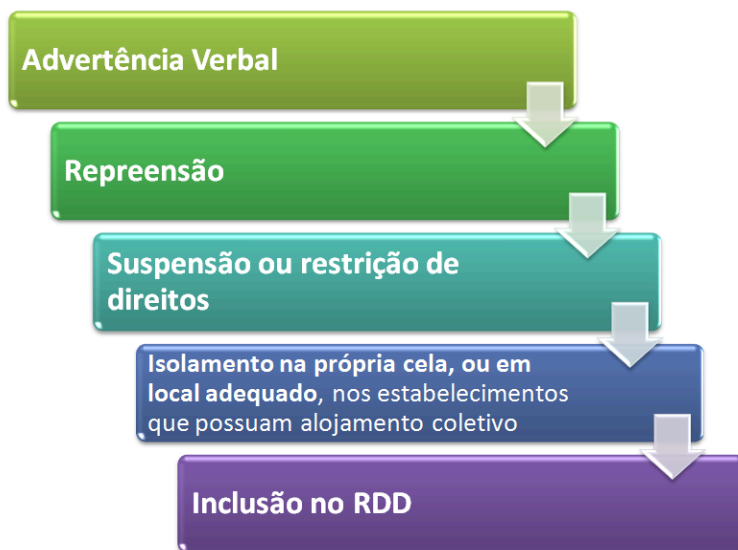 Advertência Verbal
Repreensão
Suspensão ou restrição de
direitos
Isolamento na própria cela, ou em
local adequado, nos estabelecimentos
que possuam alojamento coletivo
Inclusão no RDD